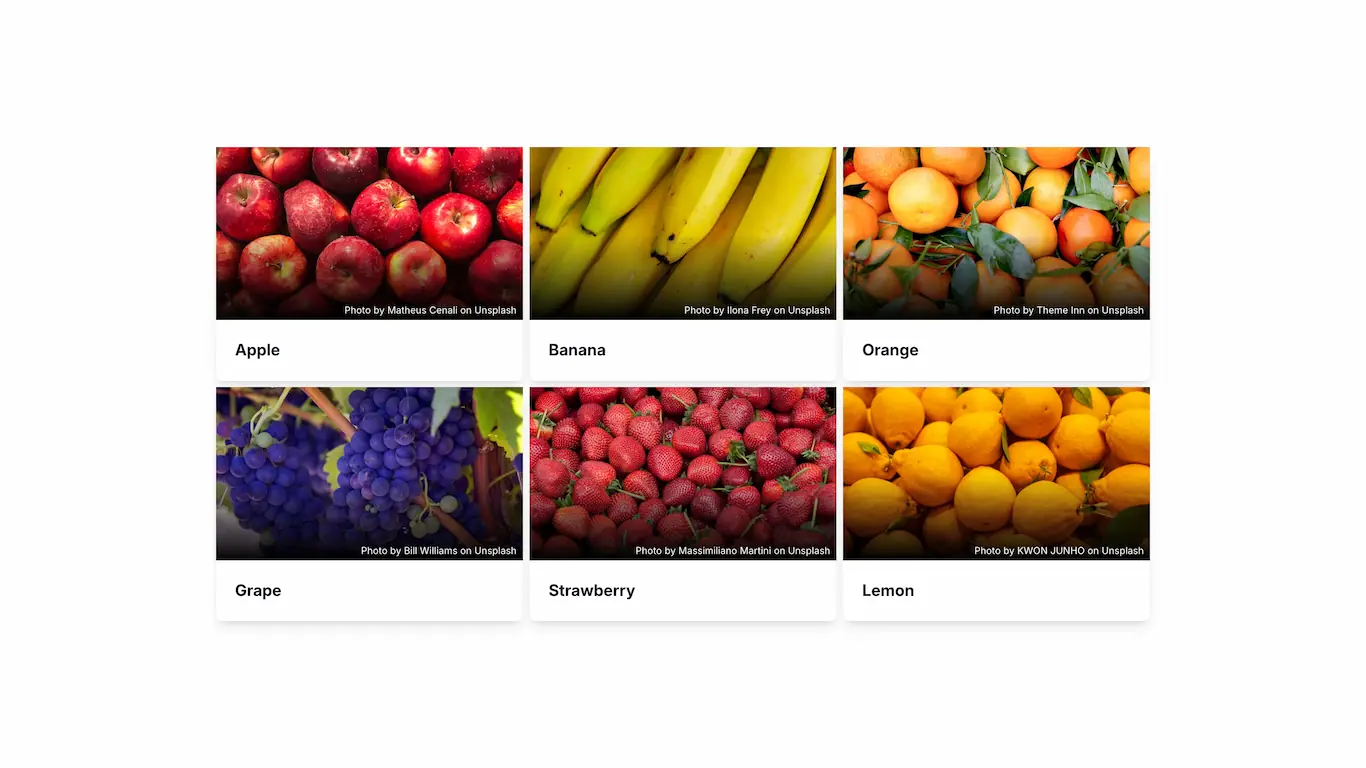 Photo by Matheus Cenali on Unsplash
Photo by Ilona Frey on Unsplash
Photo by Theme Inn on Unsplash
Apple
Banana
Orange
Photo by Bill Williams on Unsplash
Photo by Massimiliano Martini on Unsplash
Photo by KWON JUNHO on Unsplash
Grape
Strawberry
Lemon